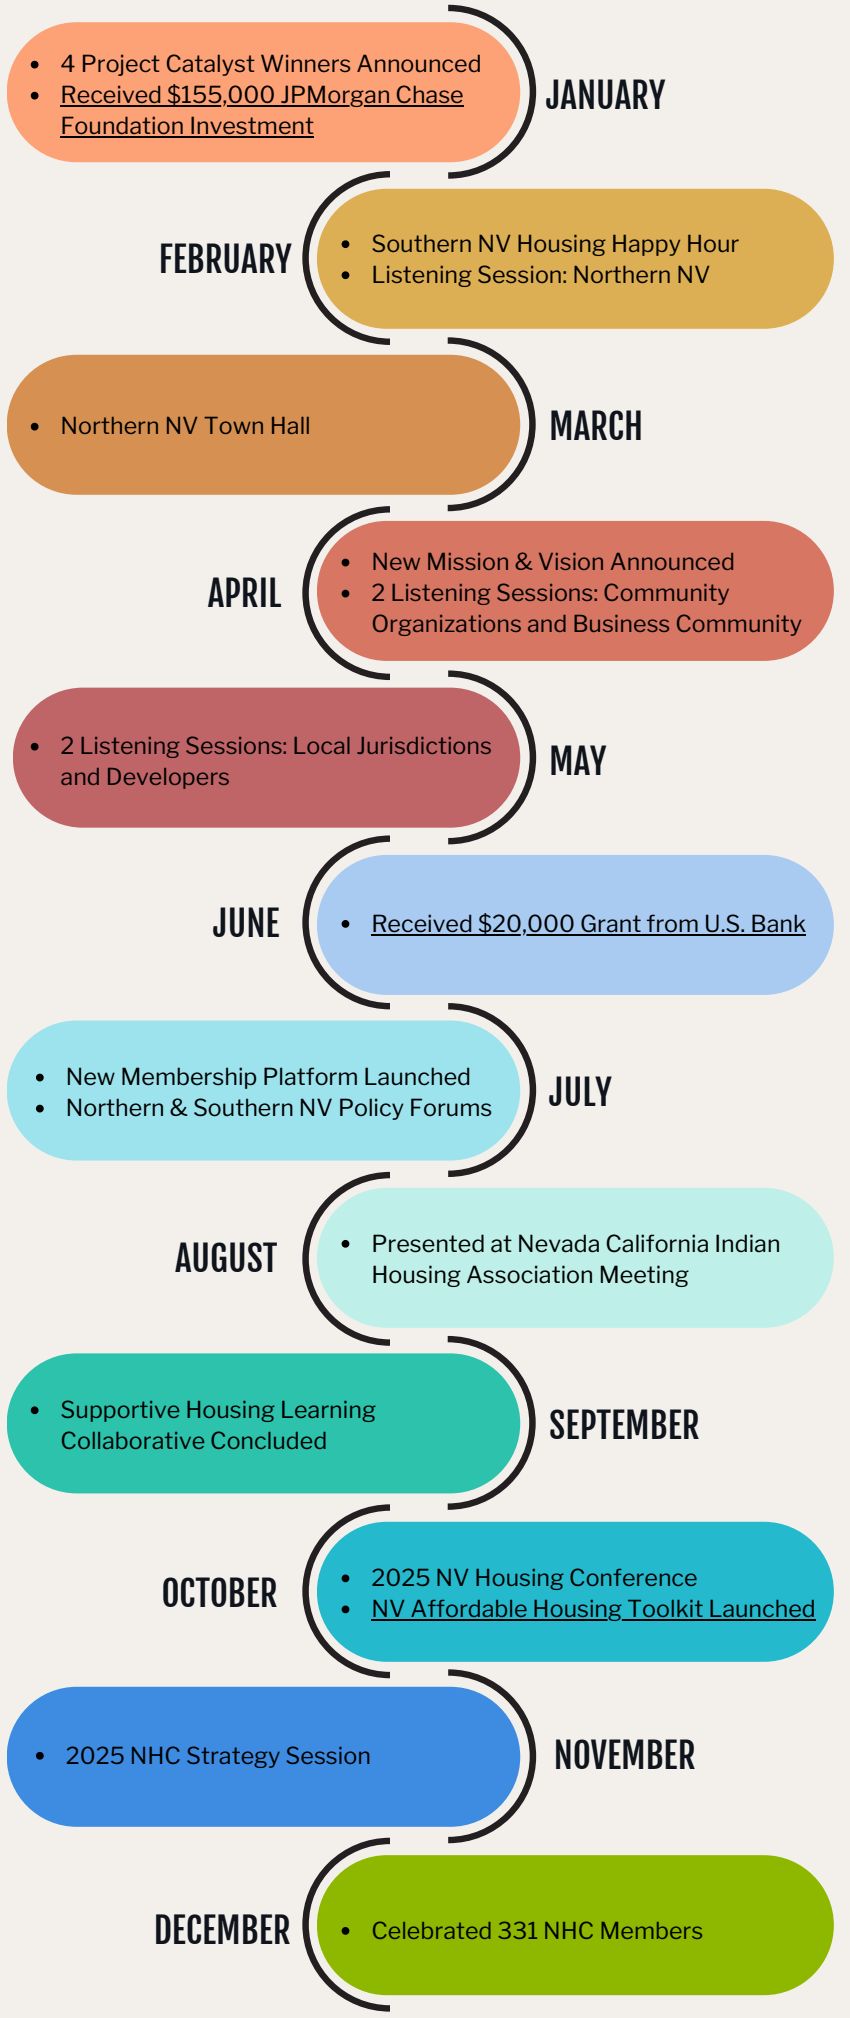 • 4 Project Catalyst Winners Announced
• Received $155,000 JPMorgan Chase
Foundation Investment
JANUARY
FEBRUARY
• Southern NV Housing Happy Hour
• Listening Session: Northern NV
• Northern NV Town Hall
MARCH
APRIL
• New Mission & Vision Announced
• 2 Listening Sessions: Community
Organizations and Business Community
• 2 Listening Sessions: Local Jurisdictions
and Developers
MAY
JUNE
• Received $20,000 Grant from U.S. Bank
• New Membership Platform Launched
• Northern & Southern NV Policy Forums
JULY
AUGUST
• Presented at Nevada California Indian
Housing Association Meeting
• Supportive Housing Learning
Collaborative Concluded
SEPTEMBER
OCTOBER
• 2025 NV Housing Conference
• NV Affordable Housing Toolkit Launched
• 2025 NHC Strategy Session
NOVEMBER
DECEMBER
• Celebrated 331 NHC Members